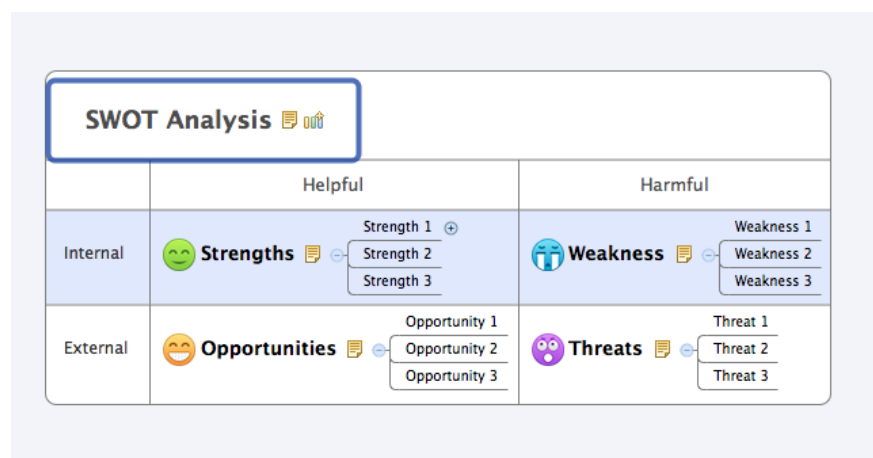 SWOT Analysis
Helpful
Harmful
Internal
Strengths
Strength 1
Strength 2
Strength 3
Weakness
Weakness 1
Weakness 2
Weakness 3
External
Opportunities
Opportunity 1
Opportunity 2
Opportunity 3
Threats
Threat 1
Threat 2
Threat 3